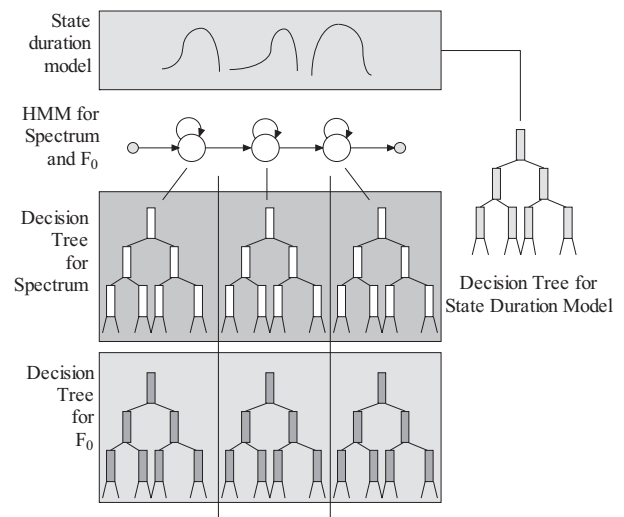 State
duration
model
HMM for
Spectrum
and F0
Decision
Tree
for
Spectrum
Decision Tree for
State Duration Model
Decision
Tree
for
F0